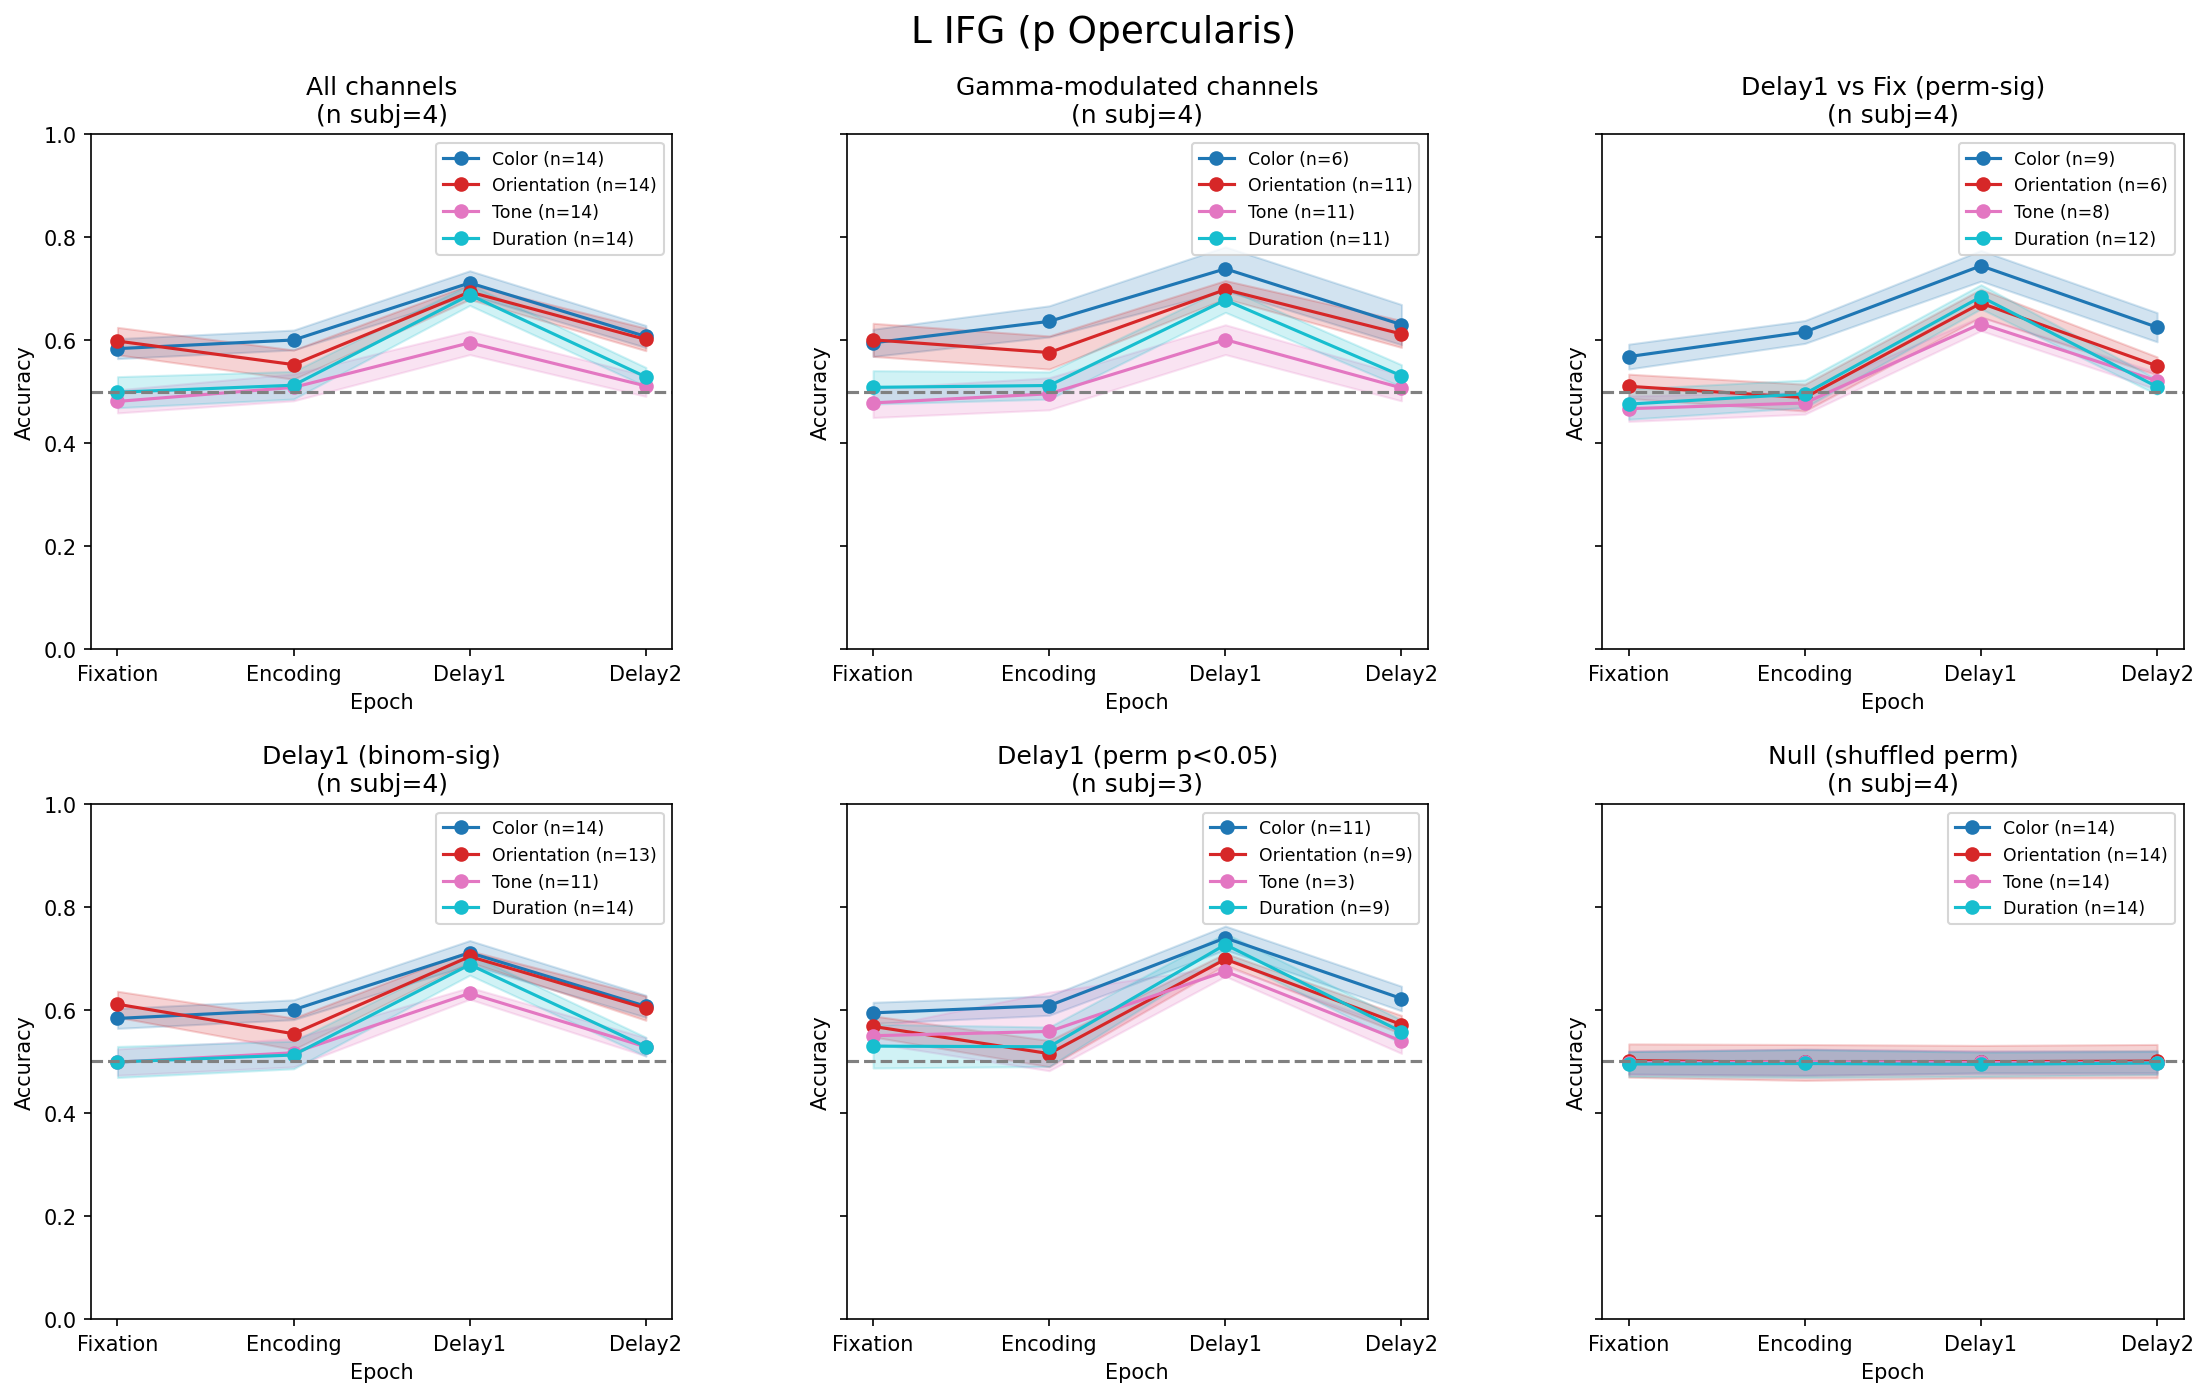 L IFG (p Opercularis)
All channels
(n subj=4)
Color (n=14)
Orientation (n=14)
Tone (n=14)
Duration (n=14)
1.0
0.8
0.6
0.4
0.2
0.0
Accuracy
Fixation Encoding Delay1 Delay2
Epoch
Gamma-modulated channels
(n subj=4)
Color (n=6)
Orientation (n=11)
Tone (n=11)
Duration (n=11)
Accuracy
Fixation Encoding Delay1 Delay2
Epoch
Delay1 vs Fix (perm-sig)
(n subj=4)
Color (n=9)
Orientation (n=6)
Tone (n=8)
Duration (n=12)
Accuracy
Fixation Encoding Delay1 Delay2
Epoch
Delay1 (binom-sig)
(n subj=4)
Color (n=14)
Orientation (n=13)
Tone (n=11)
Duration (n=14)
1.0
0.8
0.6
0.4
0.2
0.0
Accuracy
Fixation Encoding Delay1 Delay2
Epoch
Delay1 (perm p<0.05)
(n subj=3)
Color (n=11)
Orientation (n=9)
Tone (n=3)
Duration (n=9)
Accuracy
Fixation Encoding Delay1 Delay2
Epoch
Null (shuffled perm)
(n subj=4)
Color (n=14)
Orientation (n=14)
Tone (n=14)
Duration (n=14)
Accuracy
Fixation Encoding Delay1 Delay2
Epoch